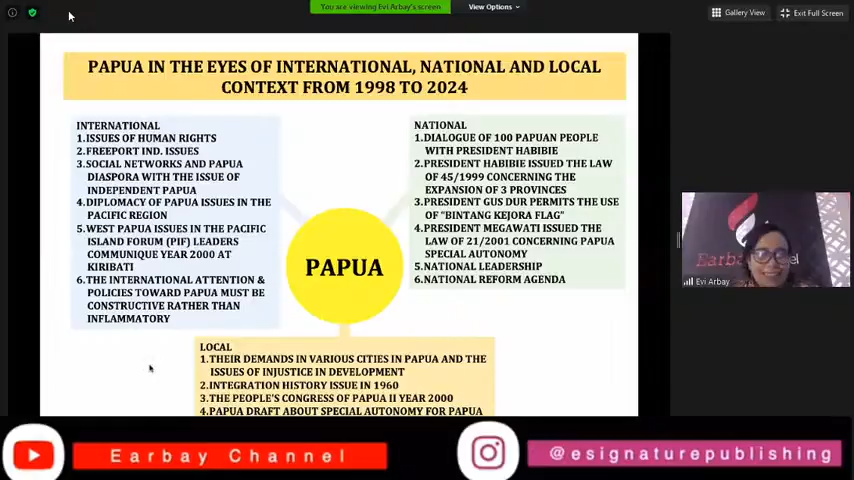 You are viewing Evi Arbay's screen
View Options
Gallery View
Exit Full Screen
PAPUA IN THE EYES OF INTERNATIONAL, NATIONAL AND LOCAL
CONTEXT FROM 1998 TO 2024
INTERNATIONAL
1.ISSUES OF HUMAN RIGHTS
2.FREEPORT IND. ISSUES
3.SOCIAL NETWORKS AND PAPUA
DIASPORA WITH THE ISSUE OF
INDEPENDENT PAPUA
4.DIPLOMACY OF PAPUA ISSUES IN THE
PACIFIC REGION
5.WEST PAPUA ISSUES IN THE PACIFIC
ISLAND FORUM (PIF) LEADERS
COMMUNIQUE YEAR 2000 AT
KIRIBATI
6.THE INTERNATIONAL ATTENTION &
POLICIES TOWARD PAPUA MUST BE
CONSTRUCTIVE RATHER THAN
INFLAMMATORY
NATIONAL
1.DIALOGUE OF 100 PAPUAN PEOPLE
WITH PRESIDENT HABIBIE
2.PRESIDENT HABIBIE ISSUED THE LAW
OF 45/1999 CONCERNING THE
EXPANSION OF 3 PROVINCES
3.PRESIDENT GUS DUR PERMITS THE USE
OF "BINTANG KEJORA FLAG"
4.PRESIDENT MEGAWATI ISSUED THE
LAW OF 21/2001 CONCERNING PAPUA
SPECIAL AUTONOMY
5.NATIONAL LEADERSHIP
6.NATIONAL REFORM AGENDA
PAPUA
LOCAL
1.THEIR DEMANDS IN VARIOUS CITIES IN PAPUA AND THE
ISSUES OF INJUSTICE IN DEVELOPMENT
2.INTEGRATION HISTORY ISSUE IN 1960
3.THE PEOPLE'S CONGRESS OF PAPUA II YEAR 2000
4.PAPUA DRAFT ABOUT SPECIAL AUTONOMY FOR PAPUA
Evi Arbay
Earbay Channel
@esignaturepublishing